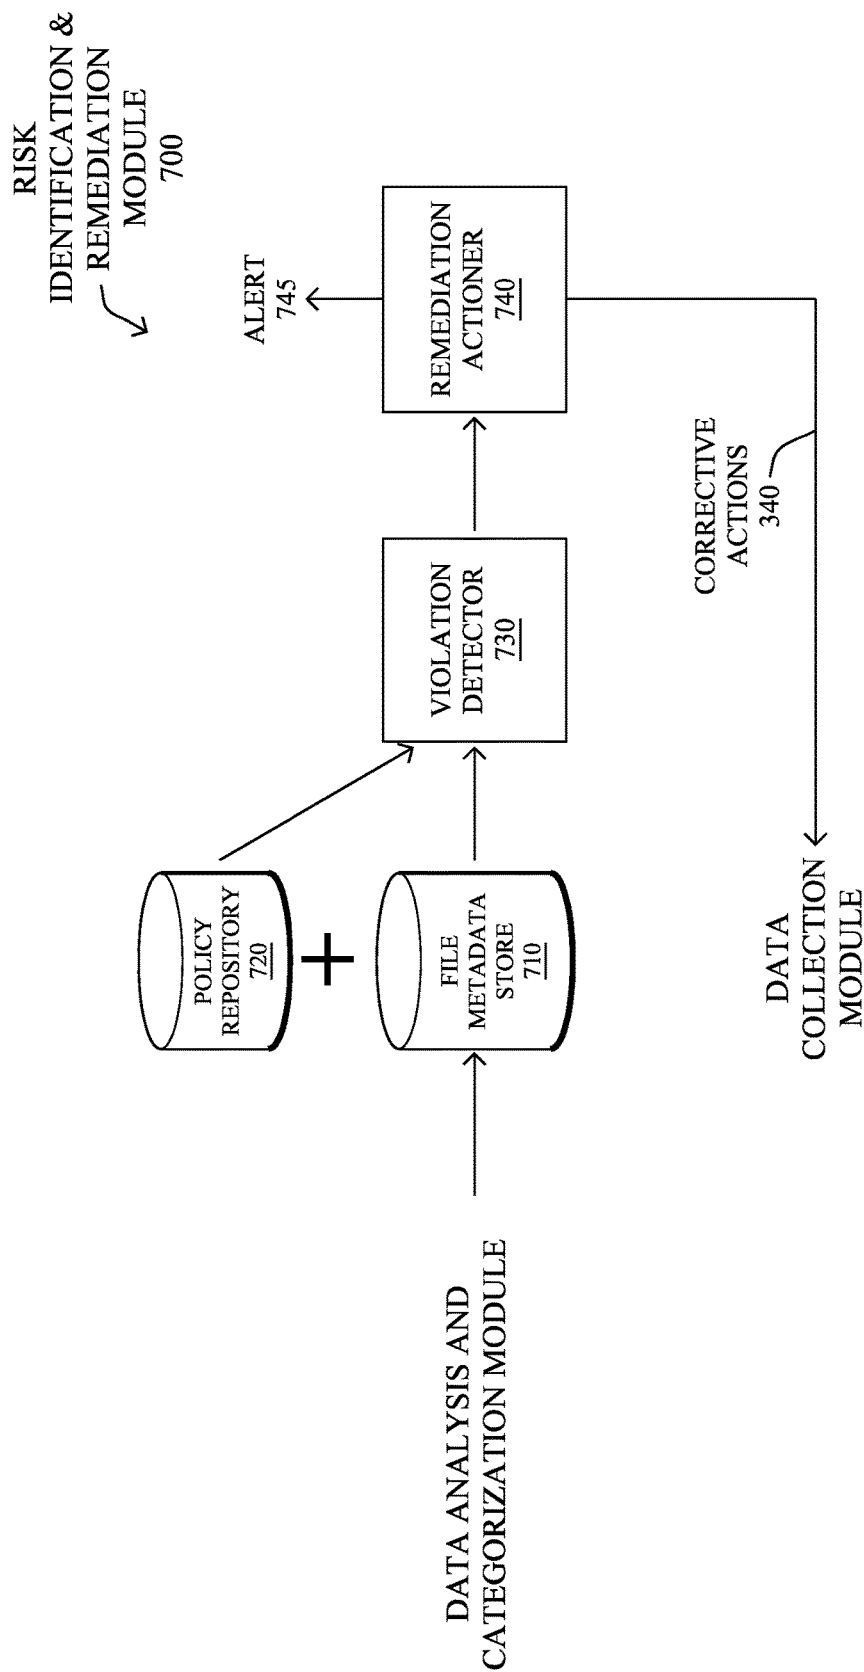 RISK
IDENTIFICATION &
REMEDIATION
MODULE
700
ALERT
745
POLICY
REPOSITORY
720
+
FILE
METADATA
STORE
710
VIOLATION
DETECTOR
730
REMEDIATION
ACTIONER
740
DATA ANALYSIS AND
CATEGORIZATION MODULE
CORRECTIVE
ACTIONS
340
DATA
COLLECTION
MODULE